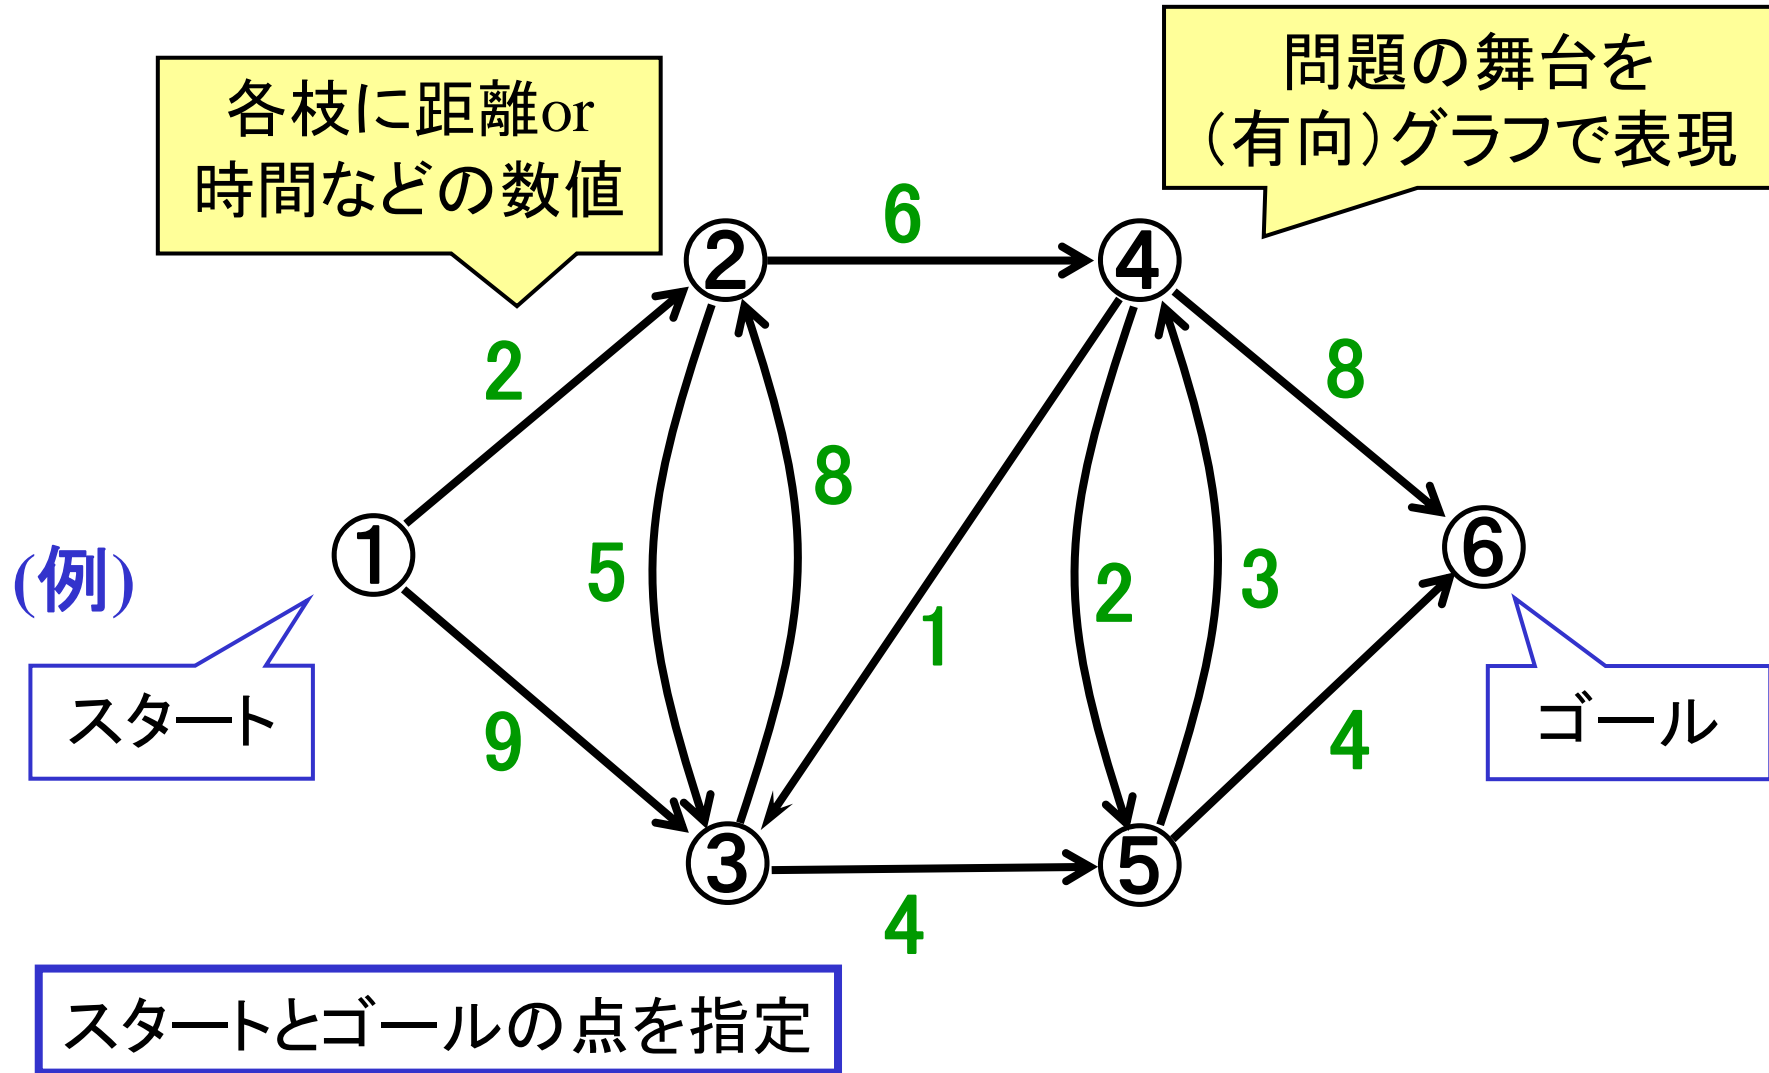 問題の舞台を
（有向）グラフで表現
各枝に距離or
時間などの数値
6
2
4
2
8
8
1
6
(例)
5
2
3
1
スタート
ゴール
9
4
3
5
4
スタートとゴールの点を指定